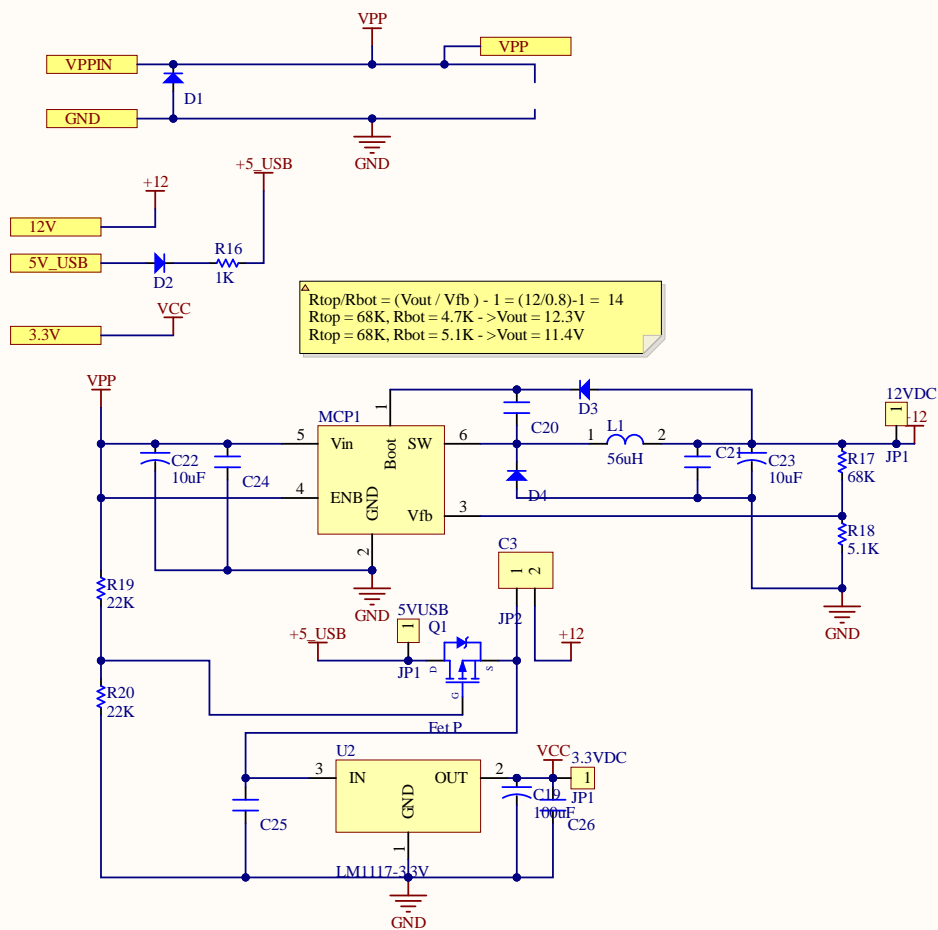 VPP
VPPIN
VPP
D1
GND
GND
+5_USB
+12
12V
R16
5V_USB
1K
D2
VCC
3.3V
Rtop/Rbot = (Vout / Vfb ) - 1 = (12/0.8)-1 = 14
Rtop = 68K, Rbot = 4.7K - >Vout = 12.3V
Rtop = 68K, Rbot = 5.1K - >Vout = 11.4V
VPP
12VDC
1
-12
JP1
MCP1
1
Boot
5
Vin
SW
6
4
ENB
GND
2
Vfb
3
C20
D3
L1
1
2
56uH
C22
10uF
C24
D4
C21
C23
10uF
R17
68K
R18
5.1K
GND
GND
C3
1
2
JP2
R19
22K
5VUSB
1
JP1
+5_USB
Q1
D
S
G
Fet P
+12
R20
22K
U2
3
IN
OUT
2
GND
1
LM1117-3.3V
VCC
3.3VDC
1
JP1
C19
100uF
C26
C25
GND